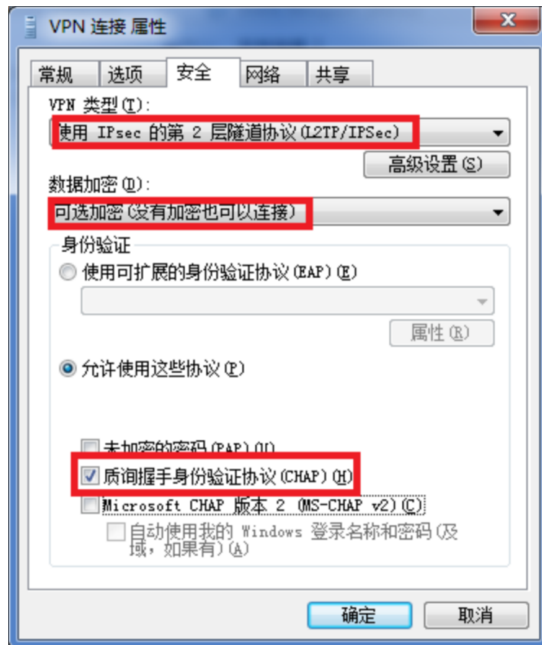 VPN 连接 属性
常规 选项 安全 网络 共享
VPN 类型(T):
使用 IPsec 的第 2 层隧道协议(L2TP/IPSec)
高级设置(S)
数据加密(D):
可选加密(没有加密也可以连接)
身份验证
使用可扩展的身份验证协议(EAP)(E)
属性(R)
允许使用这些协议(P)
未加密的密码(PAP)(U)
质询握手身份验证协议(CHAP)(H)
Microsoft CHAP 版本 2 (MS-CHAP v2)(C)
自动使用我的 Windows 登录名称和密码(及
域，如果有)(A)
确定 取消